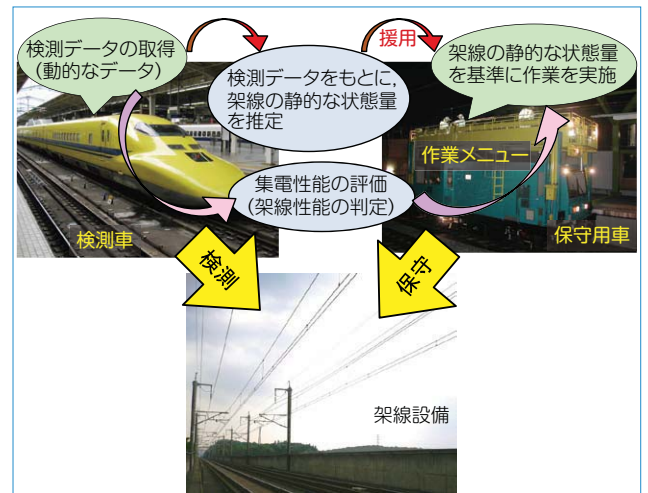 検測データの取得
(動的なデータ)
援用
検測データをもとに,
架線の静的な状態量
を推定
架線の静的な状態量
を基準に作業を実施
作業メニュー
集電性能の評価
(架線性能の判定)
検測車
保守用車
検測
保守
架線設備